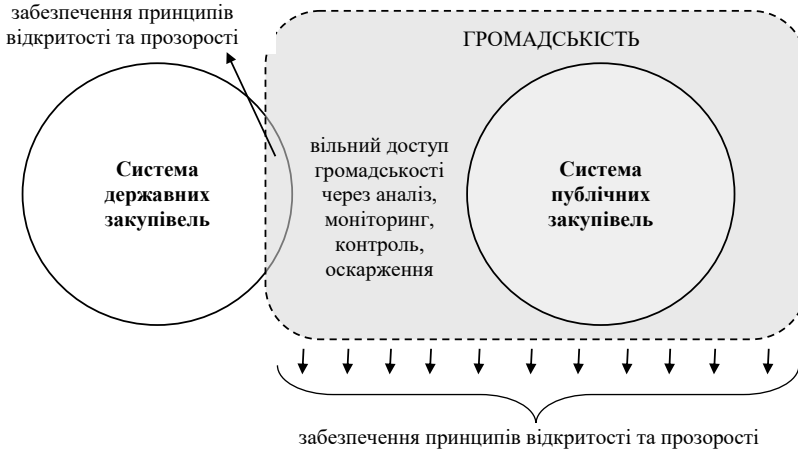 забезпечення принципів
відкритості та прозорості
ГРОМАДСЬКІСТЬ
Система
державних
закупівель
вільний доступ
громадськості
через аналіз,
моніторинг,
контроль,
оскарження
Система
публічних
закупівель
забезпечення принципів відкритості та прозорості